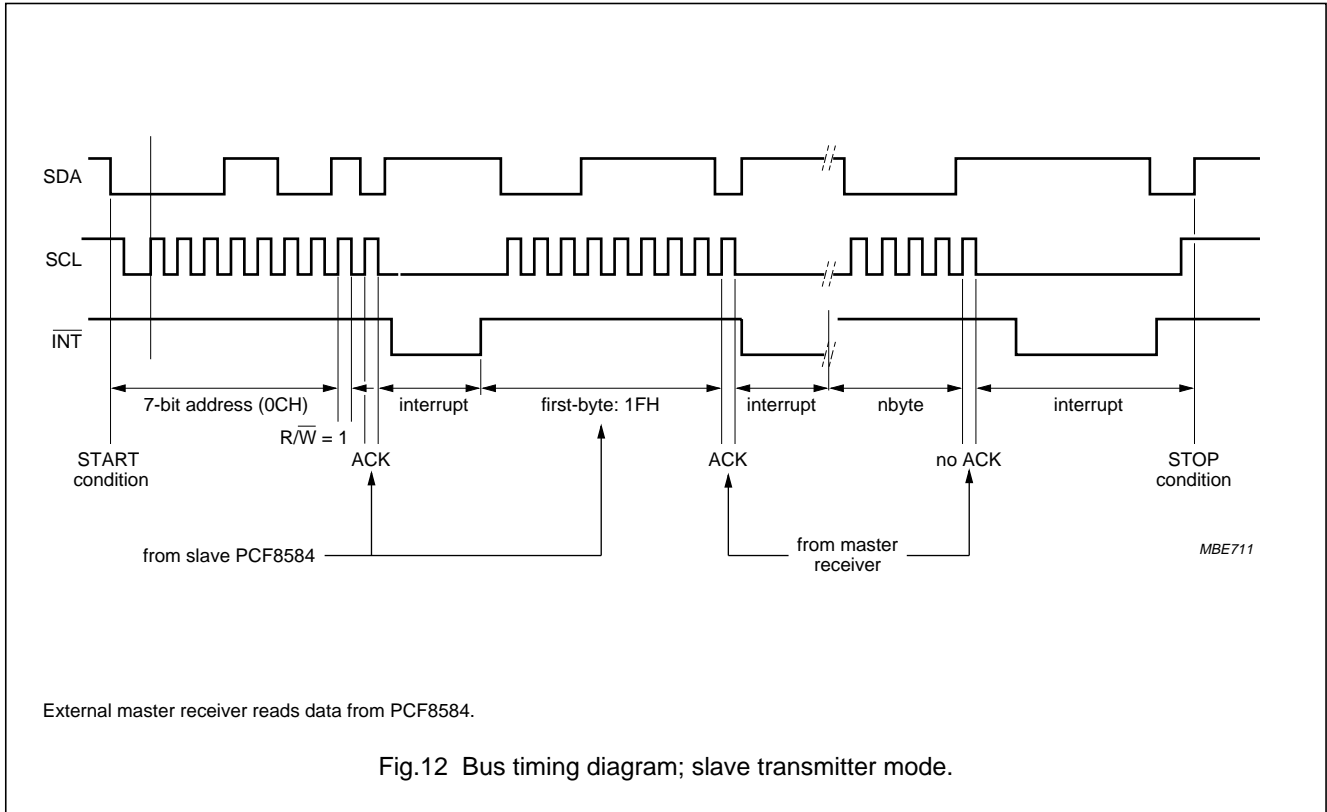 SDA
SCL
INT
7-bit address (0CH)
interrupt
first-byte: 1FH
interrupt
nbyte
interrupt
R/W = 1
START
condition
ACK
ACK
no ACK
STOP
condition
from slave PCF8584
from master
receiver
MBE711
External master receiver reads data from PCF8584.
Fig.12 Bus timing diagram; slave transmitter mode.